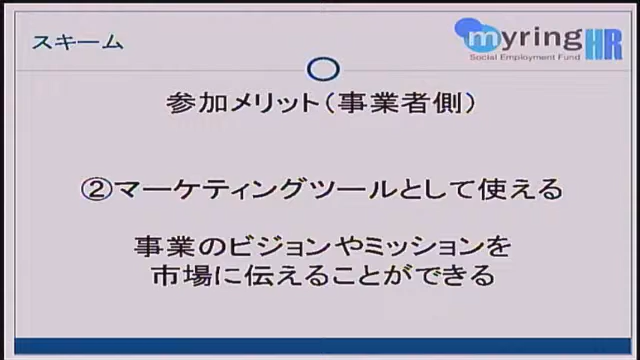 スキーム
myringHR
Social Employment Fund
参加メリット(事業者側)
②マーケティングツールとして使える
事業のビジョンやミッションを
市場に伝えることができる